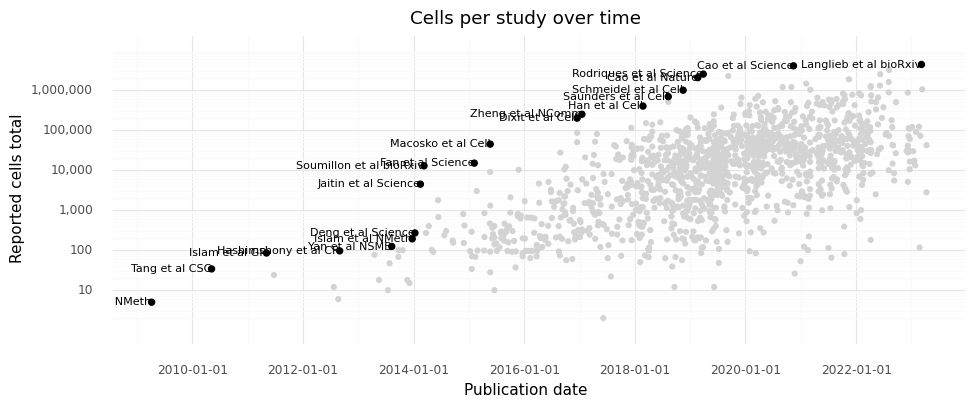 Cells per study over time
Reported cells total
1,000,000
100,000
10,000
1,000
100
10
Langlieb et al bioRxiv
Cao et al Science
Rodriques et al Science
Cao et al Nature
Schmeidel et al Cell
Saunders et al Cell
Han et al Cell
Zheng et al NComm
Dixit et al Cell
Macosko et al Cell
Fan et al Science
Soumillon et al bioRxiv
Jaitin et al Science
Deng et al Science
Islam et al NMeth
Yan et al NSMB
Hashimshony et al CR
Islam et al GR
Tang et al CSC
NMeth
2010-01-01
2012-01-01
2014-01-01
2016-01-01
2018-01-01
2020-01-01
2022-01-01
Publication date